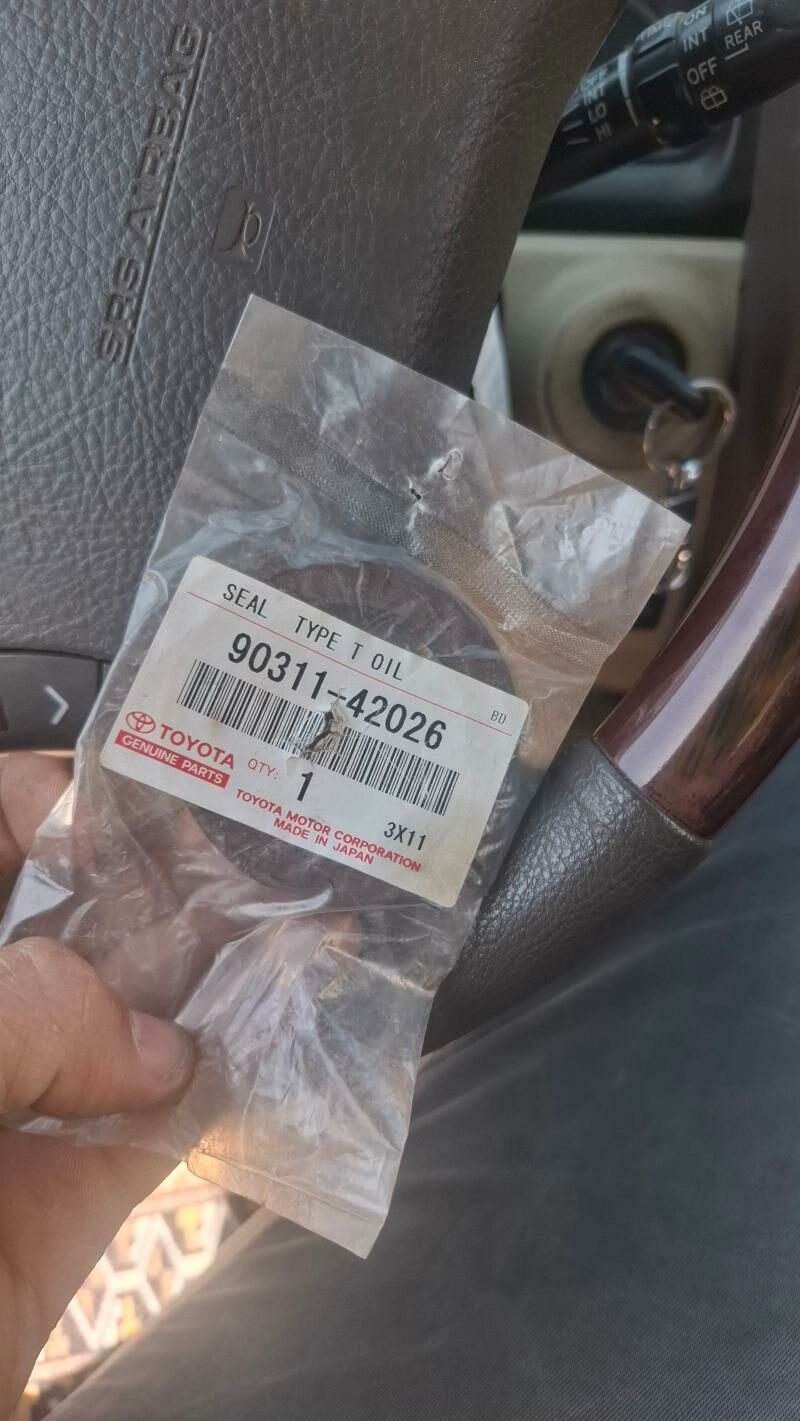 SRS AIRBAG
TIME
ON
INT
REAR
OFF
OFF
INT
LO
HI
SEAL TYPE T OIL
90311-42026
BD
TOYOTA
GENUINE PARTS
QTY:
1
3X11
TOYOTA MOTOR CORPORATION
MADE IN JAPAN